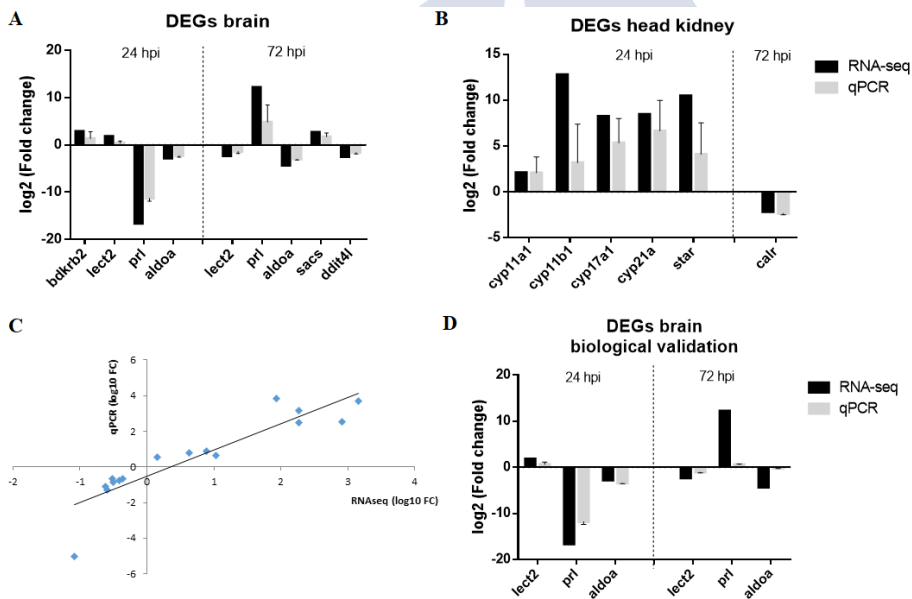 A
DEGs brain
24 hpi
72 hpi
log2 (Fold change)
20
10
0
-10
-20
bdkrb2
lect2
prl
aldoa
lect2
prl
aldoa
sacs
ddit4l
B
DEGs head kidney
24 hpi
72 hpi
log2 (Fold change)
15
10
5
0
-5
cyp11a1
cyp11b1
cyp17a1
cyp21a
star
calr
RNA-seq
qPCR
C
qPCR (log10 FC)
6
4
2
0
-2
-4
-6
-2
-1
0
1
2
3
4
RNAseq (log10 FC)
D
DEGs brain
biological validation
24 hpi
72 hpi
log2 (Fold change)
20
10
0
-10
-20
lect2
prl
aldoa
lect2
prl
aldoa
RNA-seq
qPCR